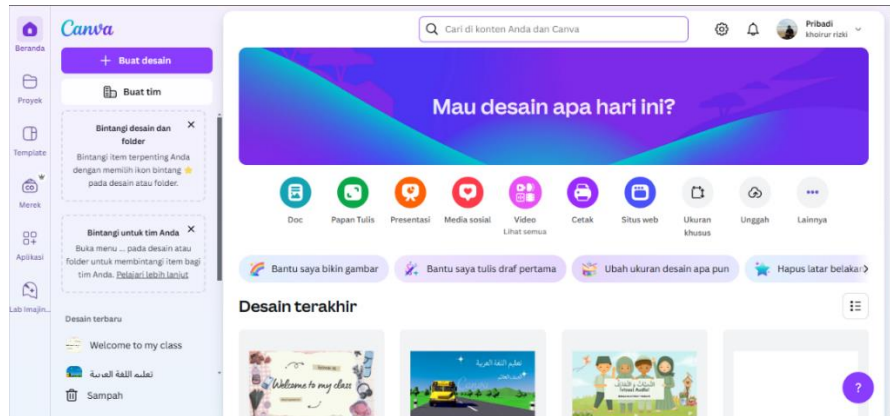 Canva
Cari di konten Anda dan Canva
Pribadi
khoirur rizki
Beranda
Proyek
Template
Merek
Aplikasi
Lab Imajin...
+ Buat desain
Buat tim
Bintangi desain dan
folder
Bintangi item terpenting Anda
dengan memilih ikon bintang
pada desain atau folder.
Bintangi untuk tim Anda
Buka menu ... pada desain atau
folder untuk membintangi item bagi
tim Anda. Pelajari lebih lanjut
Desain terbaru
Welcome to my class
تعليم اللغة العربية
Sampah
Mau desain apa hari ini?
Doc
Papan Tulis
Presentasi
Media sosial
Video
Lihat semua
Cetak
Situs web
Ukuran
khusus
Unggah
Lainnya
Bantu saya bikin gambar
Bantu saya tulis draf pertama
Ubah ukuran desain apa pun
Hapus latar belakan
Desain terakhir
Welcome to my class
تعليم اللغة العربية
?